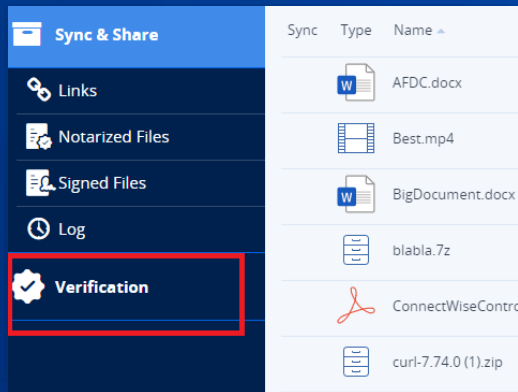 Sync & Share
Links
Notarized Files
Signed Files
Log
Verification
Sync Type Name
W AFDC.docx
Best.mp4
W BigDocument.docx
blabla.7z
ConnectWiseContro
curl-7.74.0 (1).zip